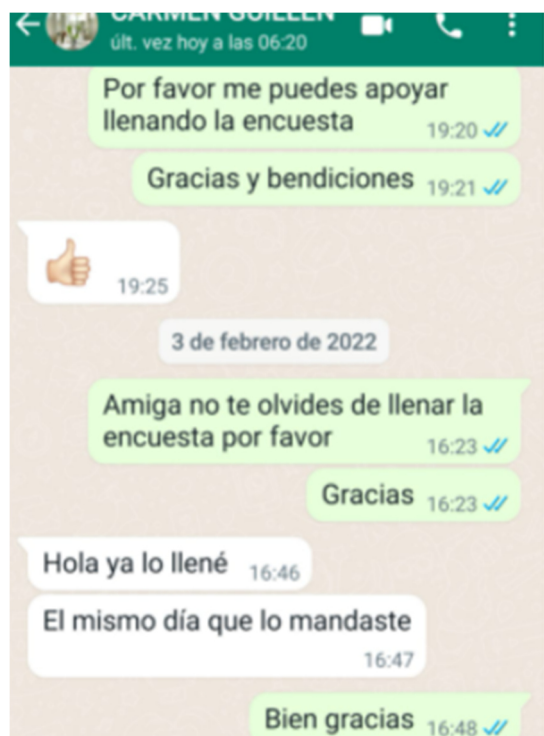 CARMEN GUILLEN
últ. vez hoy a las 06:20
Por favor me puedes apoyar
llenando la encuesta 19:20
Gracias y bendiciones 19:21
19:25
3 de febrero de 2022
Amiga no te olvides de llenar la
encuesta por favor 16:23
Gracias 16:23
Hola ya lo llené 16:46
El mismo día que lo mandaste
16:47
Bien gracias 16:48